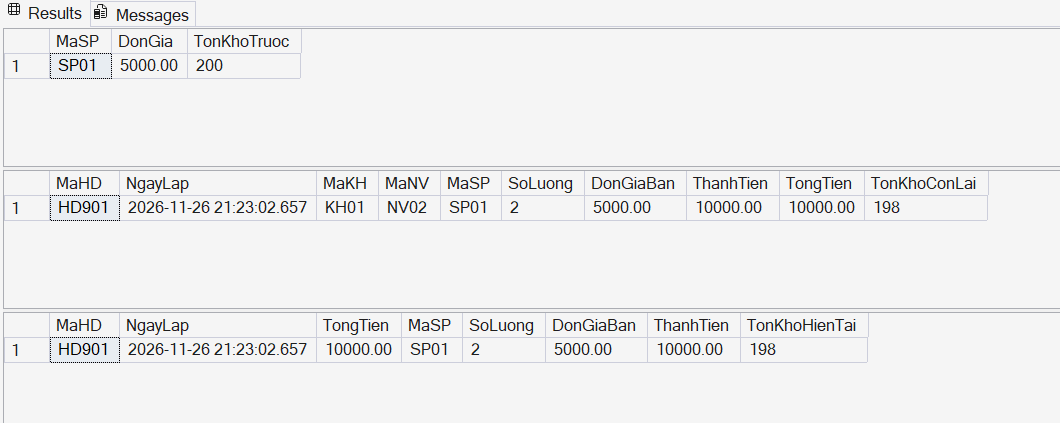 Results Messages
MaSP DonGia TonKhoTruoc
1 SP01 5000.00 200
MaHD NgayLap MaKH MaNV MaSP SoLuong DonGiaBan ThanhTien TongTien TonKhoConLai
1 HD901 2026-11-26 21:23:02.657 KH01 NV02 SP01 2 5000.00 10000.00 10000.00 198
MaHD NgayLap TongTien MaSP SoLuong DonGiaBan ThanhTien TonKhoHienTai
1 HD901 2026-11-26 21:23:02.657 10000.00 SP01 2 5000.00 10000.00 198